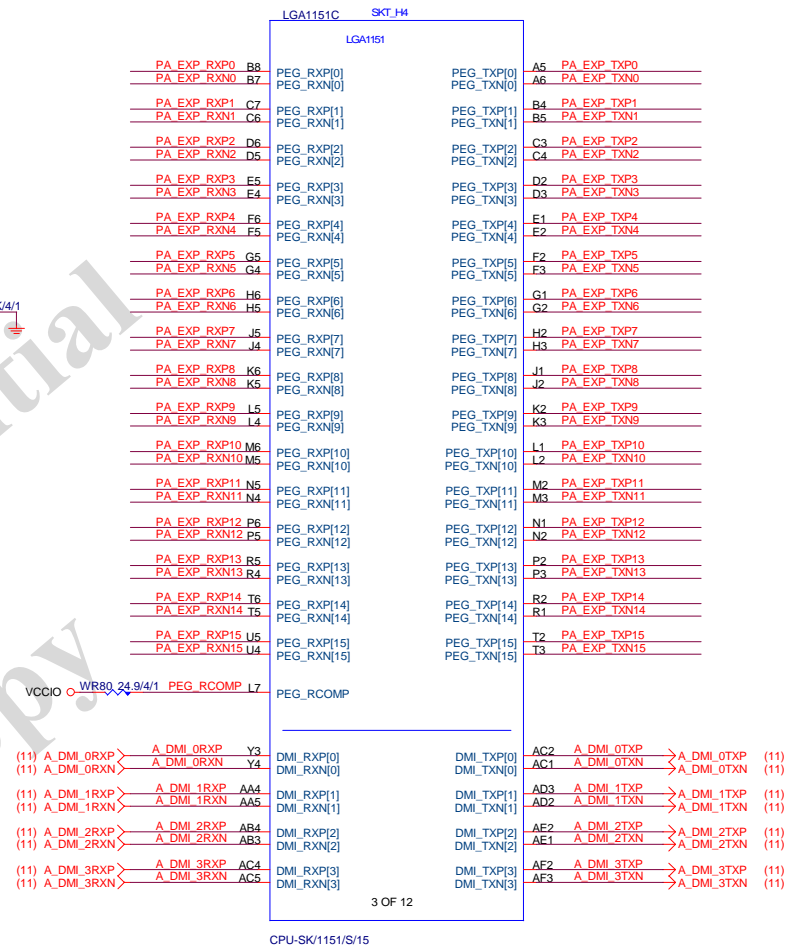 LGA1151C SKT_H4
LGA1151
PA_EXP_RXP0 B8 PEG_RXP[0] PEG_TXP[0] A5 PA_EXP_TXP0
PA_EXP_RXN0 B7 PEG_RXN[0] PEG_TXN[0] A6 PA_EXP_TXN0
PA_EXP_RXP1 C7 PEG_RXP[1] PEG_TXP[1] B4 PA_EXP_TXP1
PA_EXP_RXN1 C6 PEG_RXN[1] PEG_TXN[1] B5 PA_EXP_TXN1
PA_EXP_RXP2 D6 PEG_RXP[2] PEG_TXP[2] C3 PA_EXP_TXP2
PA_EXP_RXN2 D5 PEG_RXN[2] PEG_TXN[2] C4 PA_EXP_TXN2
PA_EXP_RXP3 E5 PEG_RXP[3] PEG_TXP[3] D2 PA_EXP_TXP3
PA_EXP_RXN3 E4 PEG_RXN[3] PEG_TXN[3] D3 PA_EXP_TXN3
PA_EXP_RXP4 F6 PEG_RXP[4] PEG_TXP[4] E1 PA_EXP_TXP4
PA_EXP_RXN4 F5 PEG_RXN[4] PEG_TXN[4] E2 PA_EXP_TXN4
PA_EXP_RXP5 G5 PEG_RXP[5] PEG_TXP[5] F2 PA_EXP_TXP5
PA_EXP_RXN5 G4 PEG_RXN[5] PEG_TXN[5] F3 PA_EXP_TXN5
PA_EXP_RXP6 H6 PEG_RXP[6] PEG_TXP[6] G1 PA_EXP_TXP6
/4/1 PA_EXP_RXN6 H5 PEG_RXN[6] PEG_TXN[6] G2 PA_EXP_TXN6
PA_EXP_RXP7 J5 PEG_RXP[7] PEG_TXP[7] H2 PA_EXP_TXP7
PA_EXP_RXN7 J4 PEG_RXN[7] PEG_TXN[7] H3 PA_EXP_TXN7
PA_EXP_RXP8 K6 PEG_RXP[8] PEG_TXP[8] J1 PA_EXP_TXP8
PA_EXP_RXN8 K5 PEG_RXN[8] PEG_TXN[8] J2 PA_EXP_TXN8
PA_EXP_RXP9 L5 PEG_RXP[9] PEG_TXP[9] K2 PA_EXP_TXP9
PA_EXP_RXN9 L4 PEG_RXN[9] PEG_TXN[9] K3 PA_EXP_TXN9
PA_EXP_RXP10 M6 PEG_RXP[10] PEG_TXP[10] L1 PA_EXP_TXP10
PA_EXP_RXN10 M5 PEG_RXN[10] PEG_TXN[10] L2 PA_EXP_TXN10
PA_EXP_RXP11 N5 PEG_RXP[11] PEG_TXP[11] M2 PA_EXP_TXP11
PA_EXP_RXN11 N4 PEG_RXN[11] PEG_TXN[11] M3 PA_EXP_TXN11
PA_EXP_RXP12 P6 PEG_RXP[12] PEG_TXP[12] N1 PA_EXP_TXP12
PA_EXP_RXN12 P5 PEG_RXN[12] PEG_TXN[12] N2 PA_EXP_TXN12
PA_EXP_RXP13 R5 PEG_RXP[13] PEG_TXP[13] P2 PA_EXP_TXP13
PA_EXP_RXN13 R4 PEG_RXN[13] PEG_TXN[13] P3 PA_EXP_TXN13
PA_EXP_RXP14 T6 PEG_RXP[14] PEG_TXP[14] R2 PA_EXP_TXP14
PA_EXP_RXN14 T5 PEG_RXN[14] PEG_TXN[14] R1 PA_EXP_TXN14
PA_EXP_RXP15 U5 PEG_RXP[15] PEG_TXP[15] T2 PA_EXP_TXP15
PA_EXP_RXN15 U4 PEG_RXN[15] PEG_TXN[15] T3 PA_EXP_TXN15
VCCIO WR80 24.9/4/1 PEG_RCOMP L7 PEG_RCOMP
(11) A_DMI_0RXP A_DMI_0RXP Y3 DMI_RXP[0] DMI_TXP[0] AC2 A_DMI_0TXP A_DMI_0TXP (11)
(11) A_DMI_0RXN A_DMI_0RXN Y4 DMI_RXN[0] DMI_TXN[0] AC1 A_DMI_0TXN A_DMI_0TXN (11)
(11) A_DMI_1RXP A_DMI_1RXP AA4 DMI_RXP[1] DMI_TXP[1] AD3 A_DMI_1TXP A_DMI_1TXP (11)
(11) A_DMI_1RXN A_DMI_1RXN AA5 DMI_RXN[1] DMI_TXN[1] AD2 A_DMI_1TXN A_DMI_1TXN (11)
(11) A_DMI_2RXP A_DMI_2RXP AB4 DMI_RXP[2] DMI_TXP[2] AE2 A_DMI_2TXP A_DMI_2TXP (11)
(11) A_DMI_2RXN A_DMI_2RXN AB3 DMI_RXN[2] DMI_TXN[2] AE1 A_DMI_2TXN A_DMI_2TXN (11)
(11) A_DMI_3RXP A_DMI_3RXP AC4 DMI_RXP[3] DMI_TXP[3] AF2 A_DMI_3TXP A_DMI_3TXP (11)
(11) A_DMI_3RXN A_DMI_3RXN AC5 DMI_RXN[3] DMI_TXN[3] AF3 A_DMI_3TXN A_DMI_3TXN (11)
3 OF 12
CPU-SK/1151/S/15